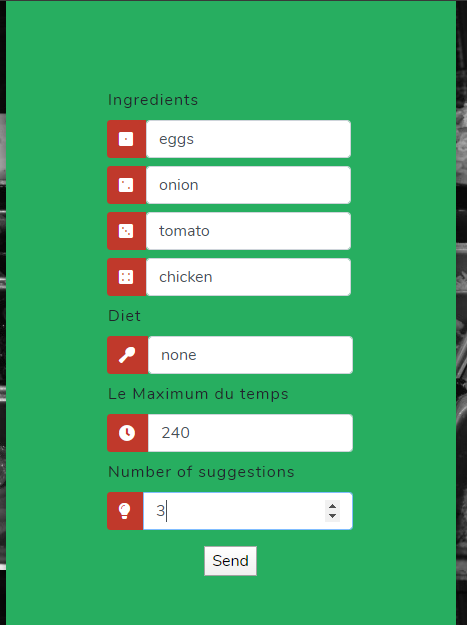 Ingredients
eggs
onion
tomato
chicken
Diet
none
Le Maximum du temps
240
Number of suggestions
3
Send